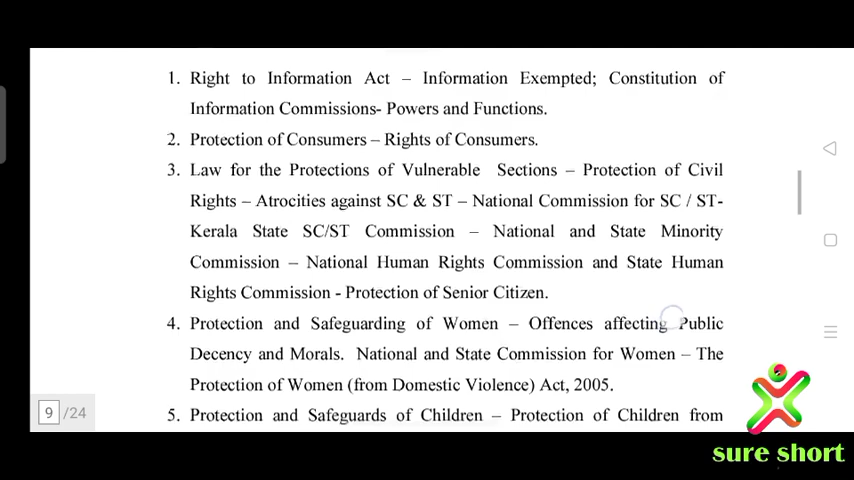 1. Right to Information Act – Information Exempted; Constitution of
Information Commissions- Powers and Functions.
2. Protection of Consumers – Rights of Consumers.
3. Law for the Protections of Vulnerable Sections – Protection of Civil
Rights – Atrocities against SC & ST – National Commission for SC / ST-
Kerala State SC/ST Commission – National and State Minority
Commission – National Human Rights Commission and State Human
Rights Commission - Protection of Senior Citizen.
4. Protection and Safeguarding of Women – Offences affecting Public
Decency and Morals. National and State Commission for Women – The
Protection of Women (from Domestic Violence) Act, 2005.
5. Protection and Safeguards of Children – Protection of Children from
9 /24
sure short